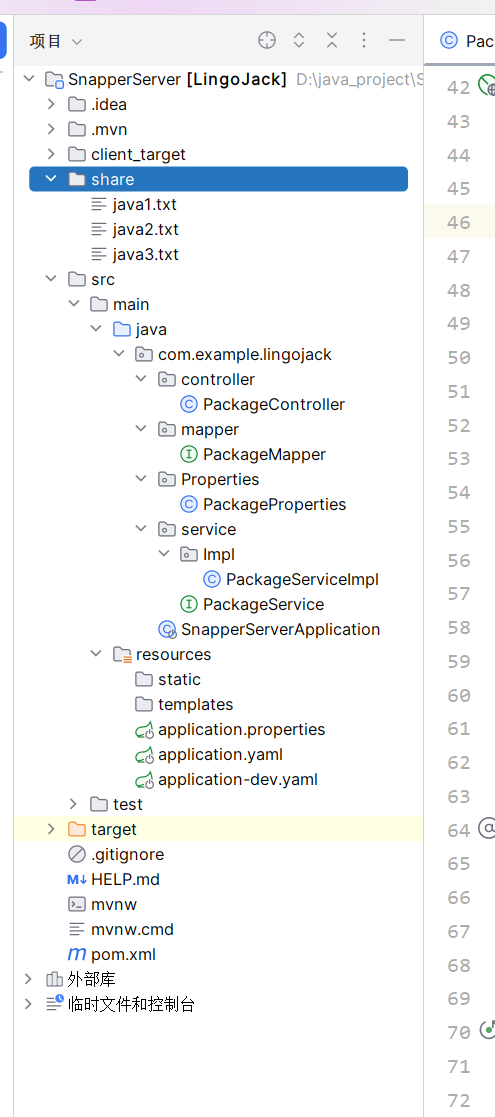 项目
Pac
SnapperServer [LingoJack] D:\java_project\S
.idea
.mvn
client_target
share
java1.txt
java2.txt
java3.txt
src
main
java
com.example.lingojack
controller
PackageController
mapper
PackageMapper
Properties
PackageProperties
service
Impl
PackageServiceImpl
PackageService
SnapperServerApplication
resources
static
templates
application.properties
application.yaml
application-dev.yaml
test
target
.gitignore
HELP.md
mvnw
mvnw.cmd
pom.xml
外部库
临时文件和控制台
42
43
44
45
46
47
48
49
50
51
52
53
54
55
56
57
58
59
60
61
62
63
64
65
66
67
68
69
70
71
72